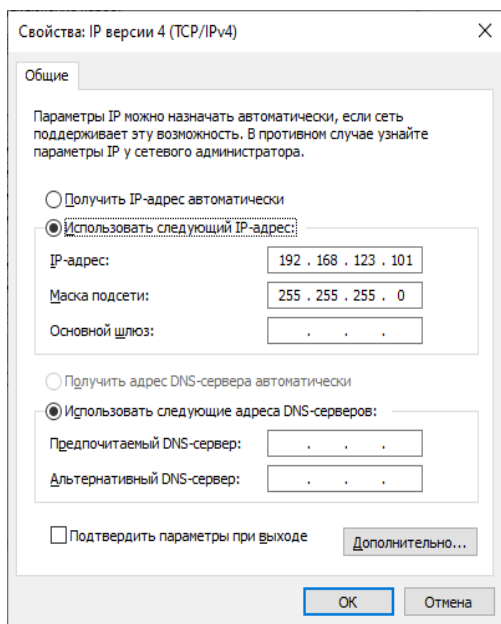 Свойства: IP версии 4 (TCP/IPv4)
Общие
Параметры IP можно назначать автоматически, если сеть
поддерживает эту возможность. В противном случае узнайте
параметры IP у сетевого администратора.
Получить IP-адрес автоматически
Использовать следующий IP-адрес:
IP-адрес: 192 . 168 . 123 . 101
Маска подсети: 255 . 255 . 255 . 0
Основной шлюз: . . .
Получить адрес DNS-сервера автоматически
Использовать следующие адреса DNS-серверов:
Предпочитаемый DNS-сервер: . . .
Альтернативный DNS-сервер: . . .
Подтвердить параметры при выходе
Дополнительно...
ОК Отмена